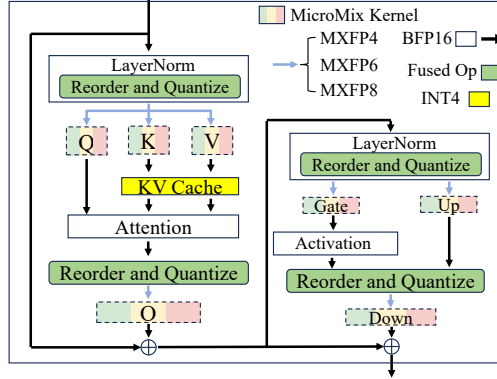 MicroMix Kernel
MXFP4
MXFP6
MXFP8
BFP16
Fused Op
INT4
LayerNorm
Reorder and Quantize
Q
K
V
KV Cache
Attention
Reorder and Quantize
O
LayerNorm
Reorder and Quantize
Gate
Up
Activation
Reorder and Quantize
Down